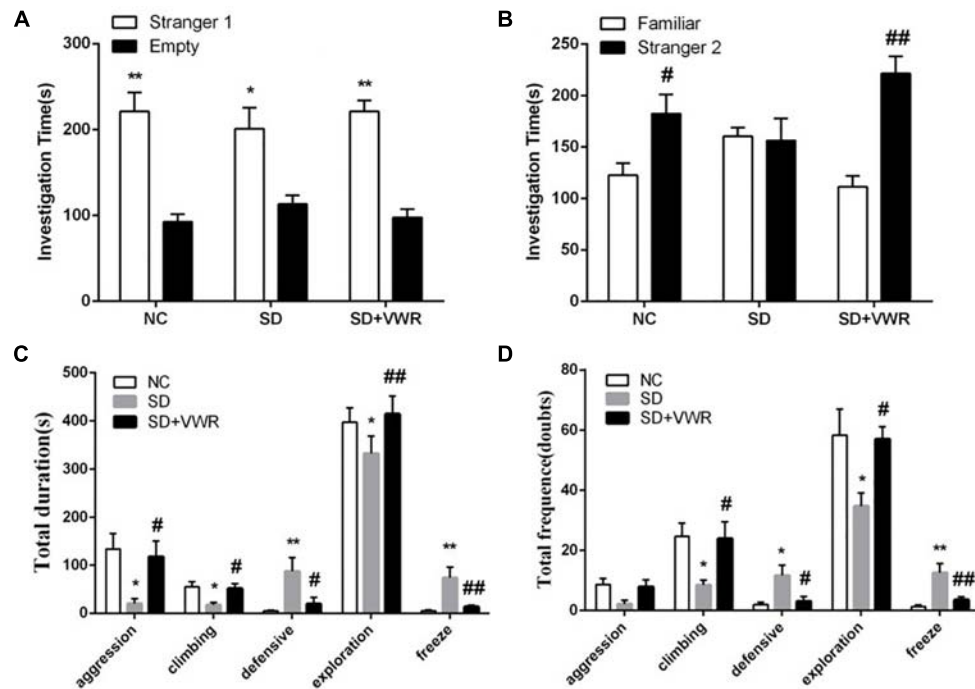 A
Stranger 1
Empty
Investigation Time(s)
300
200
100
0
**
*
**
NC
SD
SD+VWR
B
Familiar
Stranger 2
Investigation Time(s)
250
200
150
100
50
0
#
##
NC
SD
SD+VWR
C
NC
SD
SD+VWR
Total duration(s)
500
400
300
200
100
0
*
#
*
#
**
#
*
##
**
##
aggression
climbing
defensive
exploration
freeze
D
NC
SD
SD+VWR
Total frequence(doubts)
80
60
40
20
0
*
#
*
#
*
#
**
##
aggression
climbing
defensive
exploration
freeze